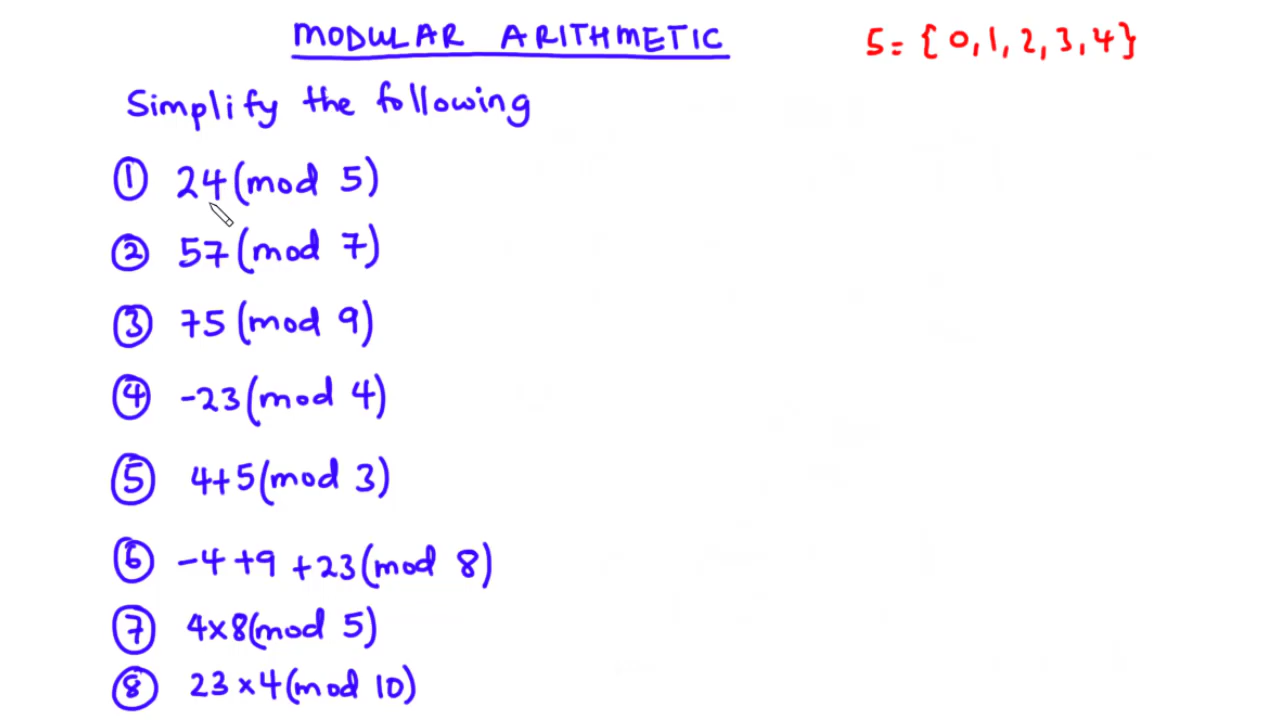 MODULAR ARITHMETIC
5 = { 0, 1, 2, 3, 4 }
Simplify the following
① 24 (mod 5)
② 57 (mod 7)
③ 75 (mod 9)
④ -23 (mod 4)
⑤ 4+5 (mod 3)
⑥ -4 +9 +23 (mod 8)
⑦ 4×8 (mod 5)
⑧ 23 ×4 (mod 10)